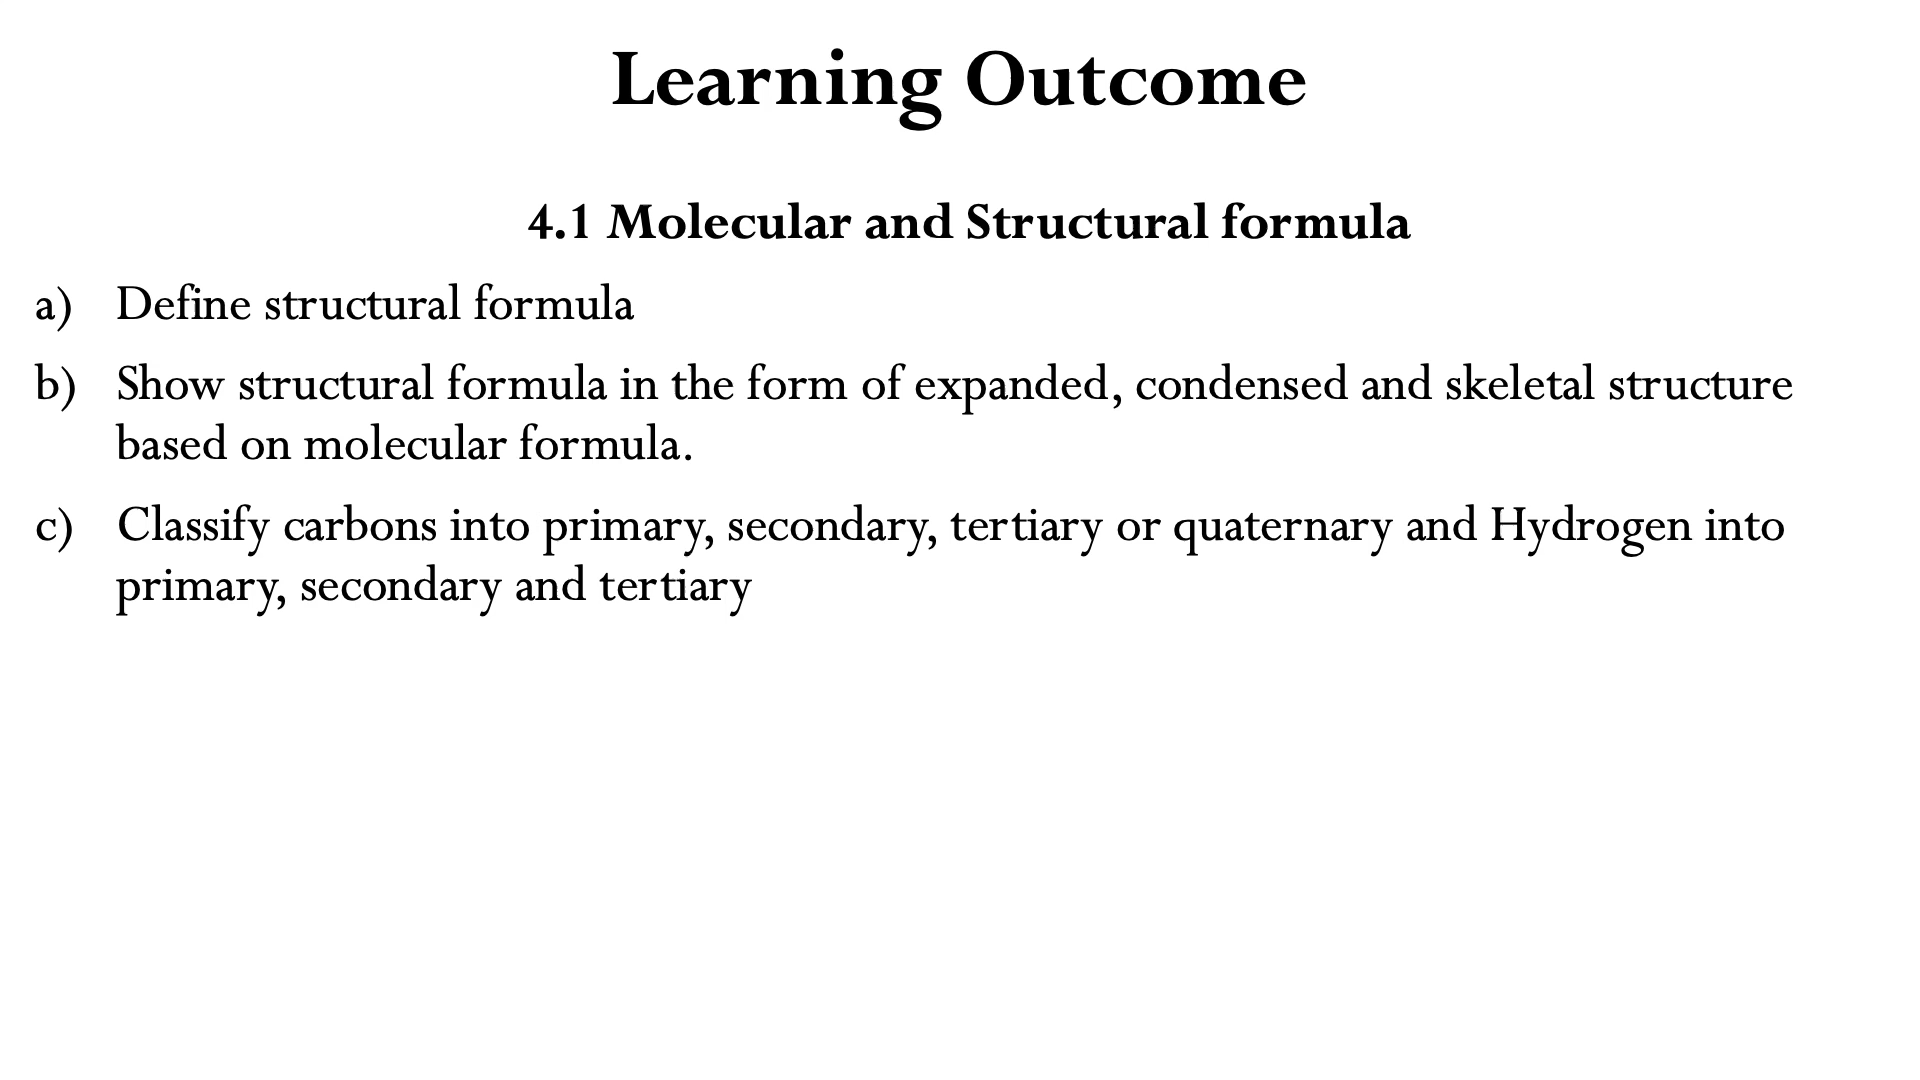 Learning Outcome
4.1 Molecular and Structural formula
a) Define structural formula
b) Show structural formula in the form of expanded, condensed and skeletal structure
based on molecular formula.
c) Classify carbons into primary, secondary, tertiary or quaternary and Hydrogen into
primary, secondary and tertiary